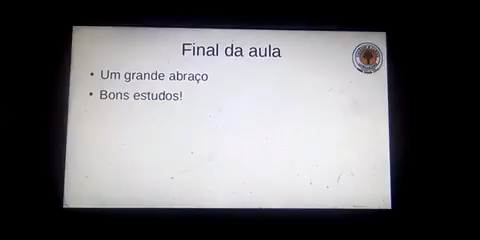 Final da aula
• Um grande abraço
• Bons estudos!